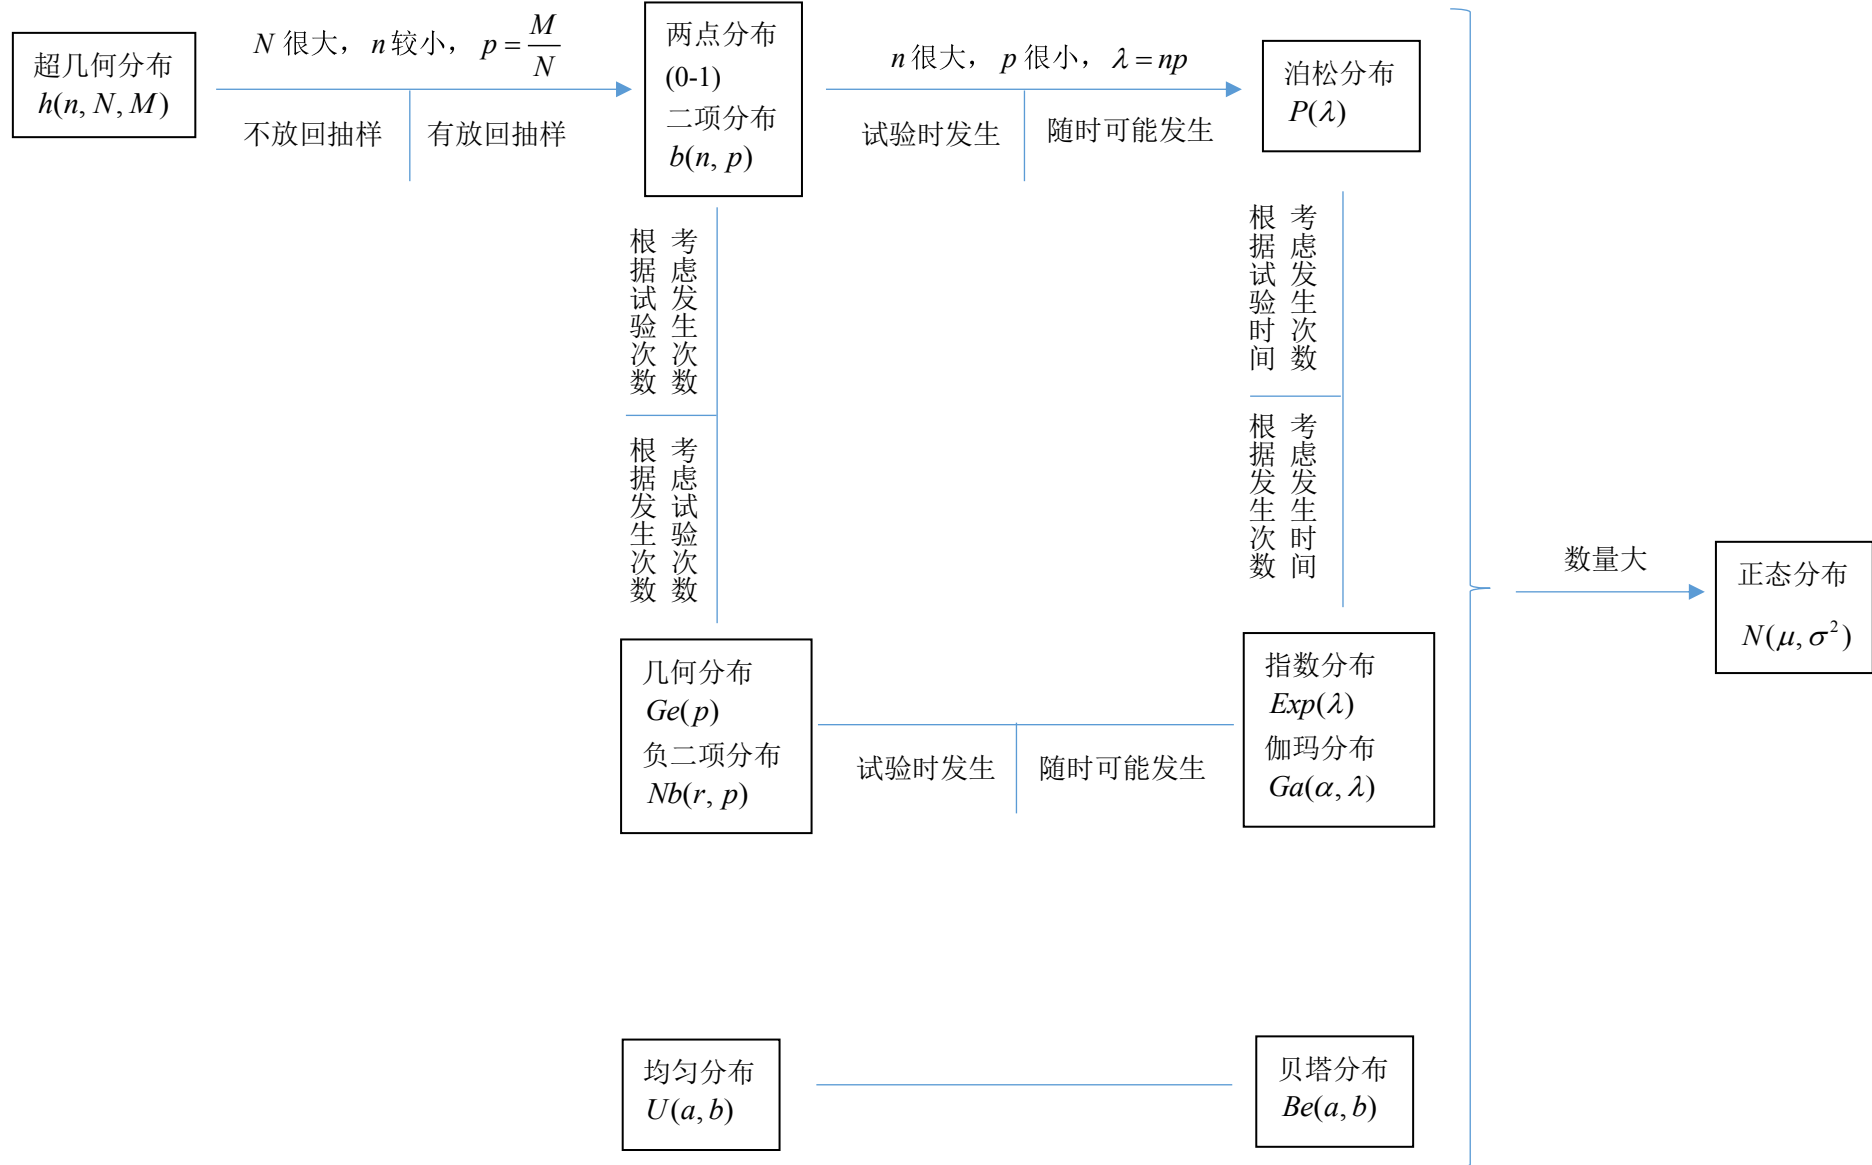 超几何分布
h(n, N, M)
N 很大，n较小，p = M/N
不放回抽样
有放回抽样
两点分布
(0-1)
二项分布
b(n, p)
n很大，p很小，λ = np
试验时发生
随时可能发生
泊松分布
P(λ)
根据试验次数
考虑发生次数
根据发生次数
考虑试验次数
根据试验时间
考虑发生次数
根据发生次数
考虑发生时间
几何分布
Ge(p)
负二项分布
Nb(r, p)
试验时发生
随时可能发生
指数分布
Exp(λ)
伽玛分布
Ga(α, λ)
数量大
正态分布
N(μ, σ²)
均匀分布
U(a, b)
贝塔分布
Be(a, b)